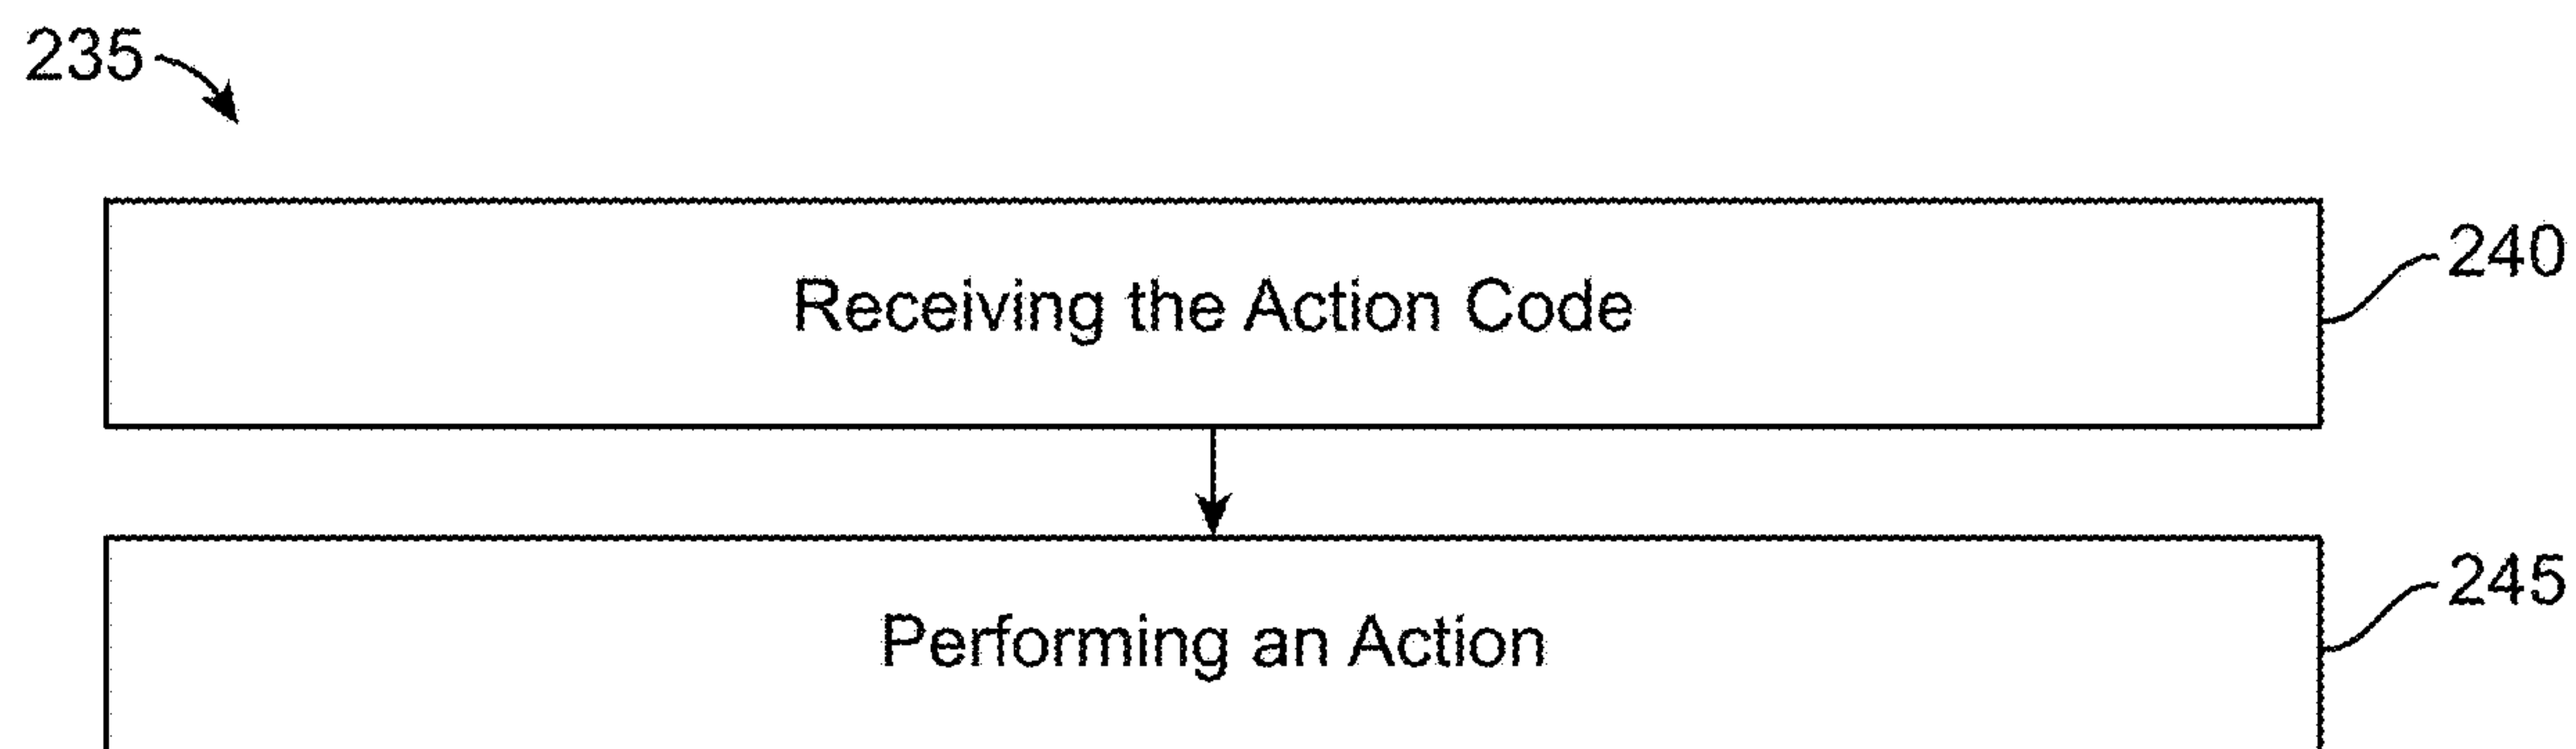 235
Receiving the Action Code
240
Performing an Action
245